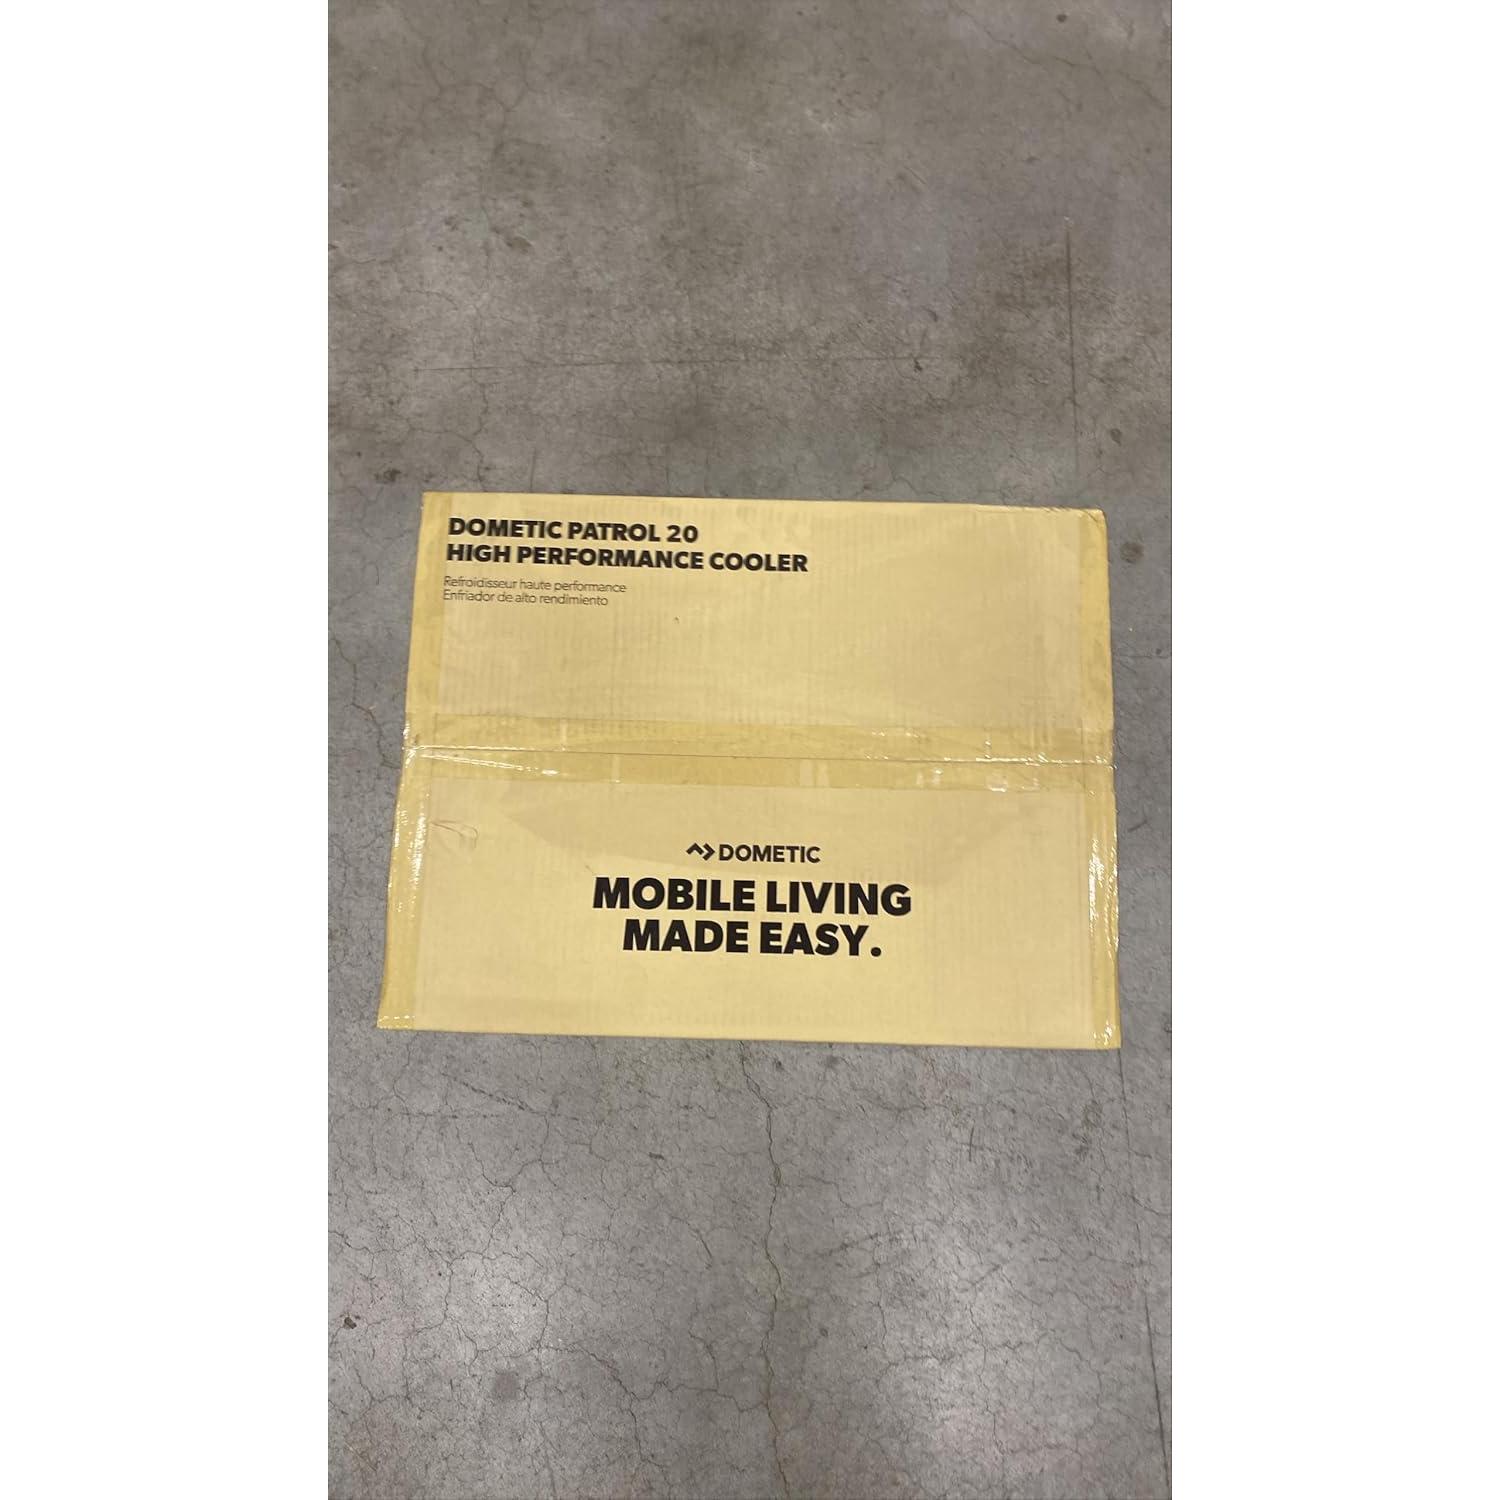 DOMETIC PATROL 20
HIGH PERFORMANCE COOLER
Refroidisseur haute performance
Enfriador de alto rendimiento
DOMETIC
MOBILE LIVING
MADE EASY.